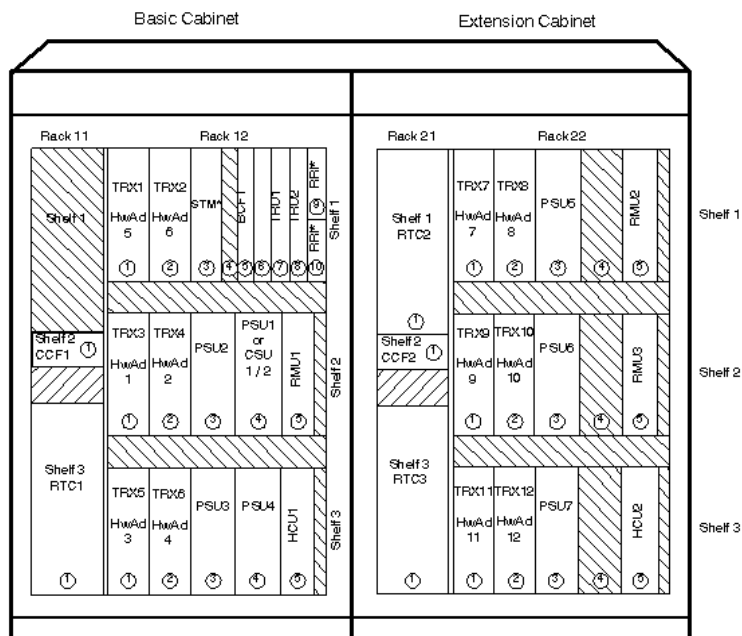 Basic Cabinet
Extension Cabinet
Rack 11
Rack 12
Rack 21
Rack22
Shelf 1
TRX1
HwAd
5
1
TRX2
HwAd
6
2
STM*
3
4
BCF1
5
6
TRU1
7
TRU2
8
RRI*
9
RRI*
10
Shelf 1
Shelf2
CCF1
1
TRX3
HwAd
1
1
TRX4
HwAd
2
2
PSU2
3
PSU1
or
CSU
1 / 2
4
RMU1
5
Shelf 2
Shelf3
RTC1
1
TRX5
HwAd
3
1
TRX6
HwAd
4
2
PSU3
3
PSU4
4
HCU1
5
Shelf 3
Shelf 1
RTC2
1
TRX7
HwAd
7
1
TRX8
HwAd
8
2
PSU5
3
4
RMU2
5
Shelf 1
Shelf2
CCF2
1
TRX9
HwAd
9
1
TRX10
HwAd
10
2
PSU6
3
4
RMU3
5
Shelf 2
Shelf3
RTC3
1
TRX11
HwAd
11
1
TRX12
HwAd
12
2
PSU7
3
4
HCU2
5
Shelf 3